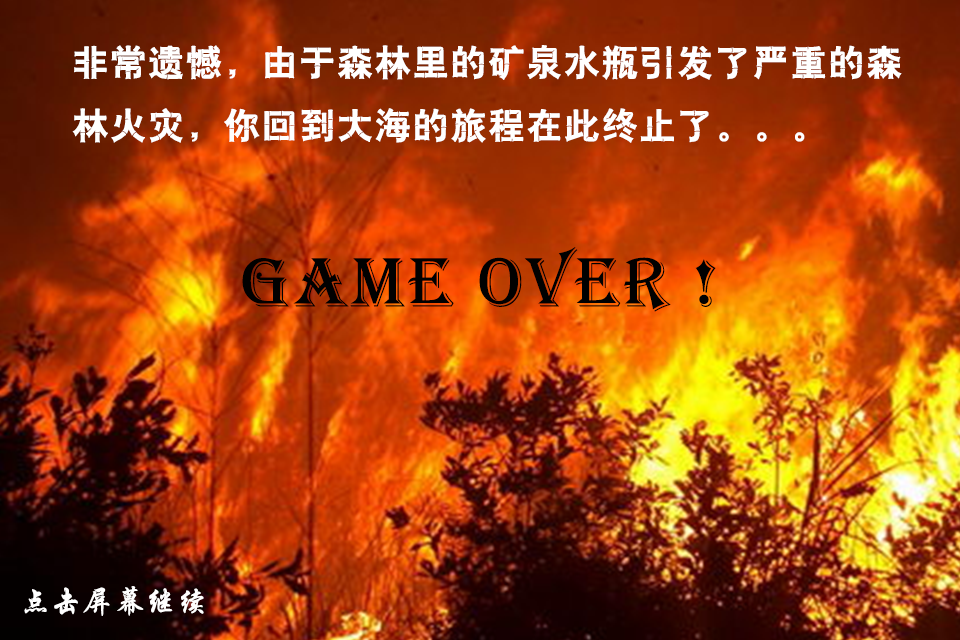 非常遗憾，由于森林里的矿泉水瓶引发了严重的森
林火灾，你回到大海的旅程在此终止了。。。
GAME OVER !
点击屏幕继续